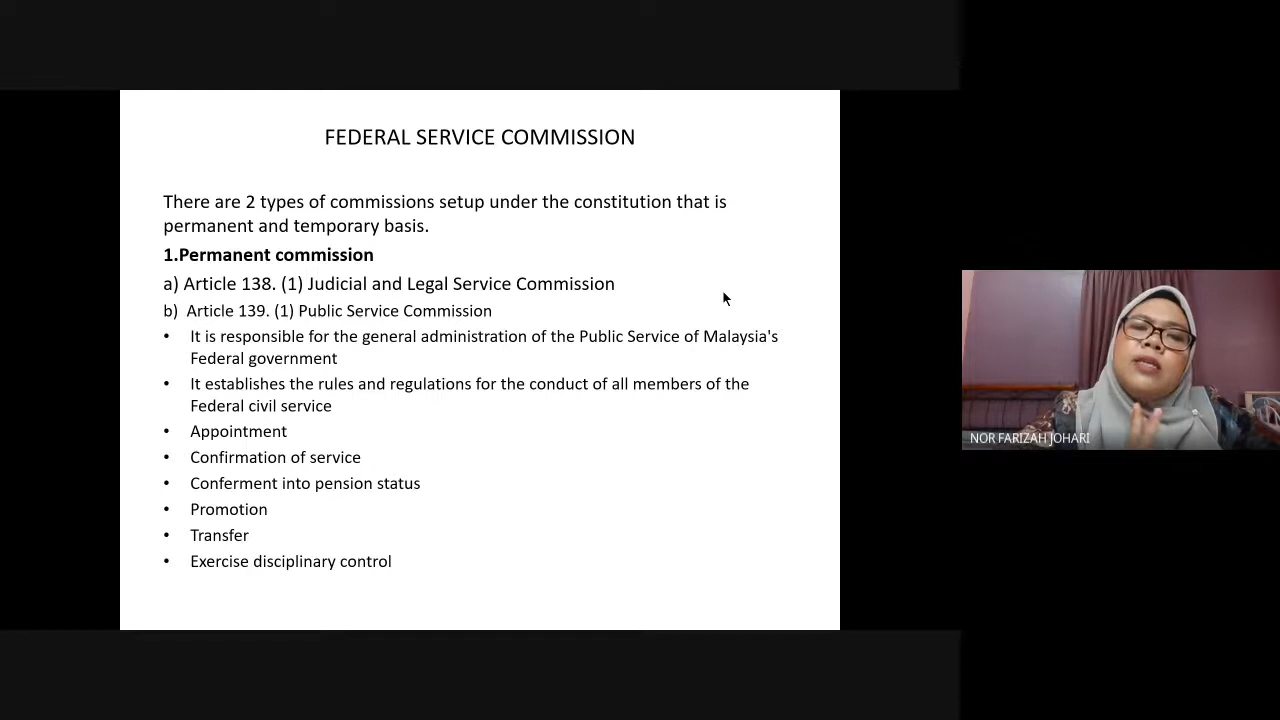 FEDERAL SERVICE COMMISSION
There are 2 types of commissions setup under the constitution that is
permanent and temporary basis.
1.Permanent commission
a) Article 138. (1) Judicial and Legal Service Commission
b) Article 139. (1) Public Service Commission
• It is responsible for the general administration of the Public Service of Malaysia's
Federal government
• It establishes the rules and regulations for the conduct of all members of the
Federal civil service
• Appointment
• Confirmation of service
• Conferment into pension status
• Promotion
• Transfer
• Exercise disciplinary control
NOR FARIZAH JOHARI